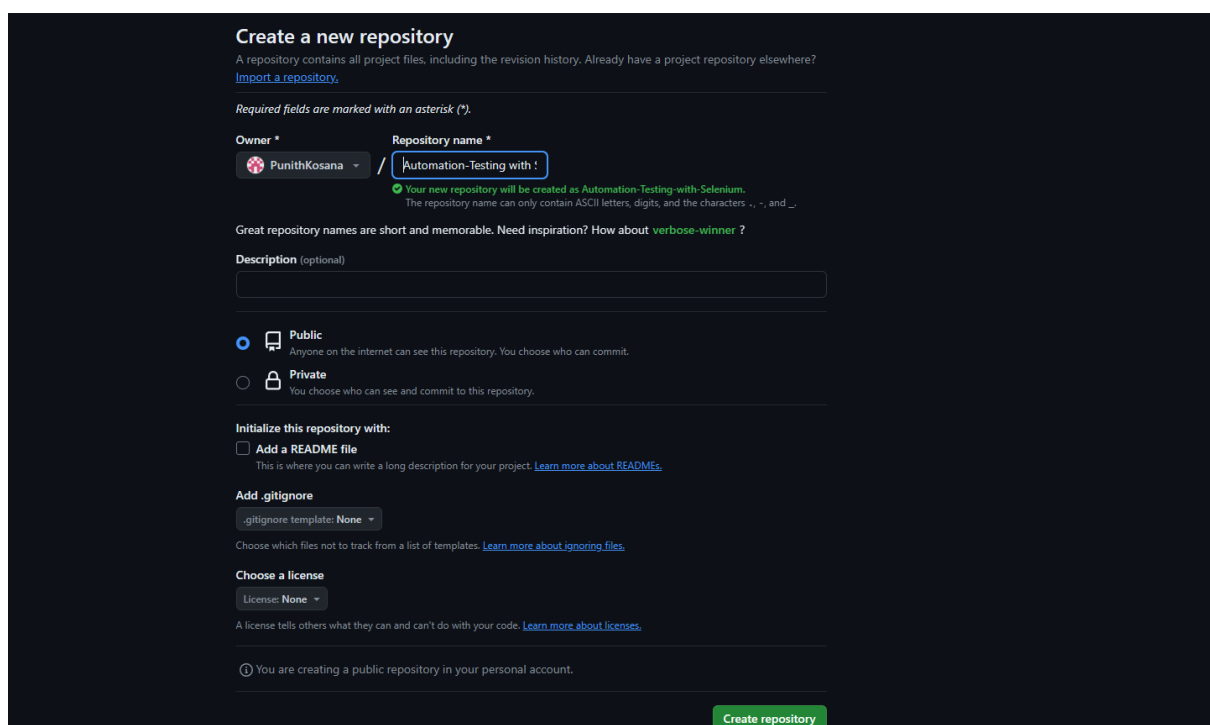 Create a new repository
A repository contains all project files, including the revision history. Already have a project repository elsewhere?
Import a repository.
Required fields are marked with an asterisk (*).
Owner * Repository name *
PunithKosana / Automation-Testing with
Your new repository will be created as Automation-Testing-with-Selenium.
The repository name can only contain ASCII letters, digits, and the characters ., -, and _.
Great repository names are short and memorable. Need inspiration? How about verbose-winner ?
Description (optional)
Public
Anyone on the internet can see this repository. You choose who can commit.
Private
You choose who can see and commit to this repository.
Initialize this repository with:
Add a README file
This is where you can write a long description for your project. Learn more about READMEs.
Add .gitignore
.gitignore template: None
Choose which files not to track from a list of templates. Learn more about ignoring files.
Choose a license
License: None
A license tells others what they can and can't do with your code. Learn more about licenses.
You are creating a public repository in your personal account.
Create repository